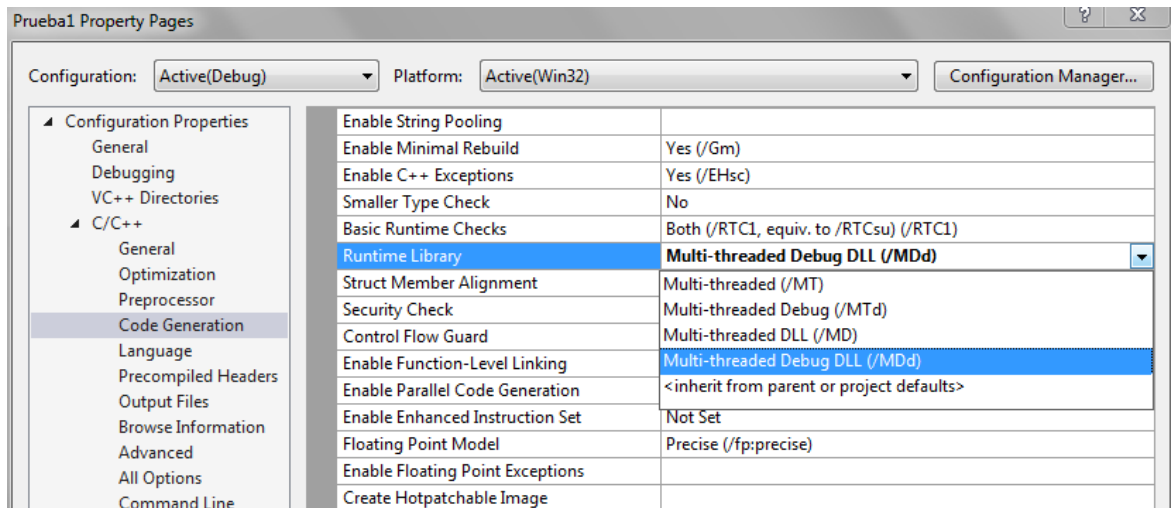 Prueba1 Property Pages
Configuration: Active(Debug) Platform: Active(Win32) Configuration Manager...
Configuration Properties
General
Debugging
VC++ Directories
C/C++
General
Optimization
Preprocessor
Code Generation
Language
Precompiled Headers
Output Files
Browse Information
Advanced
All Options
Command Line
Enable String Pooling
Enable Minimal Rebuild Yes (/Gm)
Enable C++ Exceptions Yes (/EHsc)
Smaller Type Check No
Basic Runtime Checks Both (/RTC1, equiv. to /RTCsu) (/RTC1)
Runtime Library Multi-threaded Debug DLL (/MDd)
Struct Member Alignment
Security Check
Control Flow Guard
Enable Function-Level Linking
Enable Parallel Code Generation
Multi-threaded (/MT)
Multi-threaded Debug (/MTd)
Multi-threaded DLL (/MD)
Multi-threaded Debug DLL (/MDd)
<inherit from parent or project defaults>
Enable Enhanced Instruction Set Not Set
Floating Point Model Precise (/fp:precise)
Enable Floating Point Exceptions
Create Hotpatchable Image